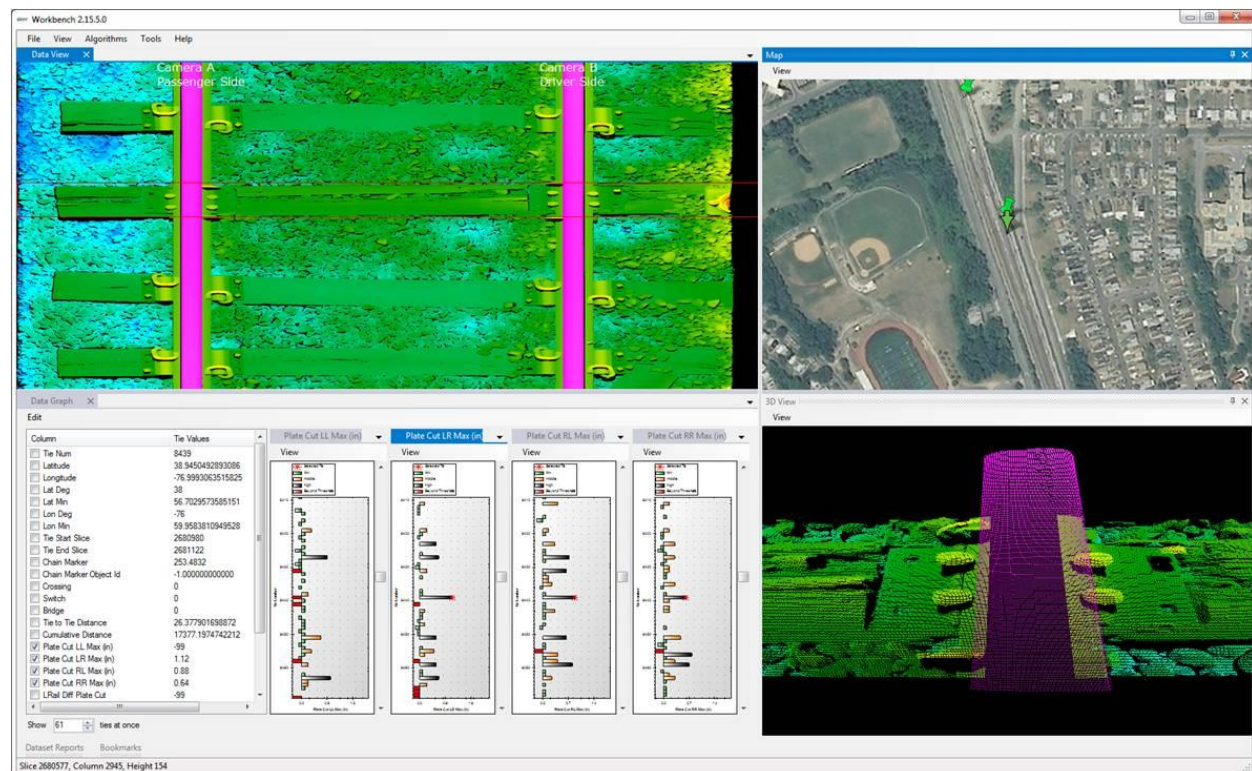 Workbench 2.15.5.0
File View Algorithms Tools Help
Data View
Camera A
Passenger Side
Camera B
Driver Side
Map
View
Data Graph
Edit
Column Tie Values
Tie Num 8439
Latitude 38.9450492893086
Longitude -76.9993063515825
Lat Deg 38
Lat Min 56.7029573585151
Lon Deg -76
Lon Min 59.9583810949528
Tie Start Slice 2680980
Tie End Slice 2681122
Chain Marker 253.4832
Chain Marker Object Id -1.000000000000
Crossing 0
Switch 0
Bridge 0
Tie to Tie Distance 26.377901698872
Cumulative Distance 17377.1974742212
Plate Cut LL Max (in) -99
Plate Cut LR Max (in) 1.12
Plate Cut RL Max (in) 0.88
Plate Cut RR Max (in) 0.64
LRail Diff Plate Cut -99
Show 61 ties at once
Dataset Reports Bookmarks
Plate Cut LL Max (in)
View
Plate Cut LR Max (in)
View
Plate Cut RL Max (in)
View
Plate Cut RR Max (in)
View
3D View
View
Slice 2680577, Column 2945, Height 154